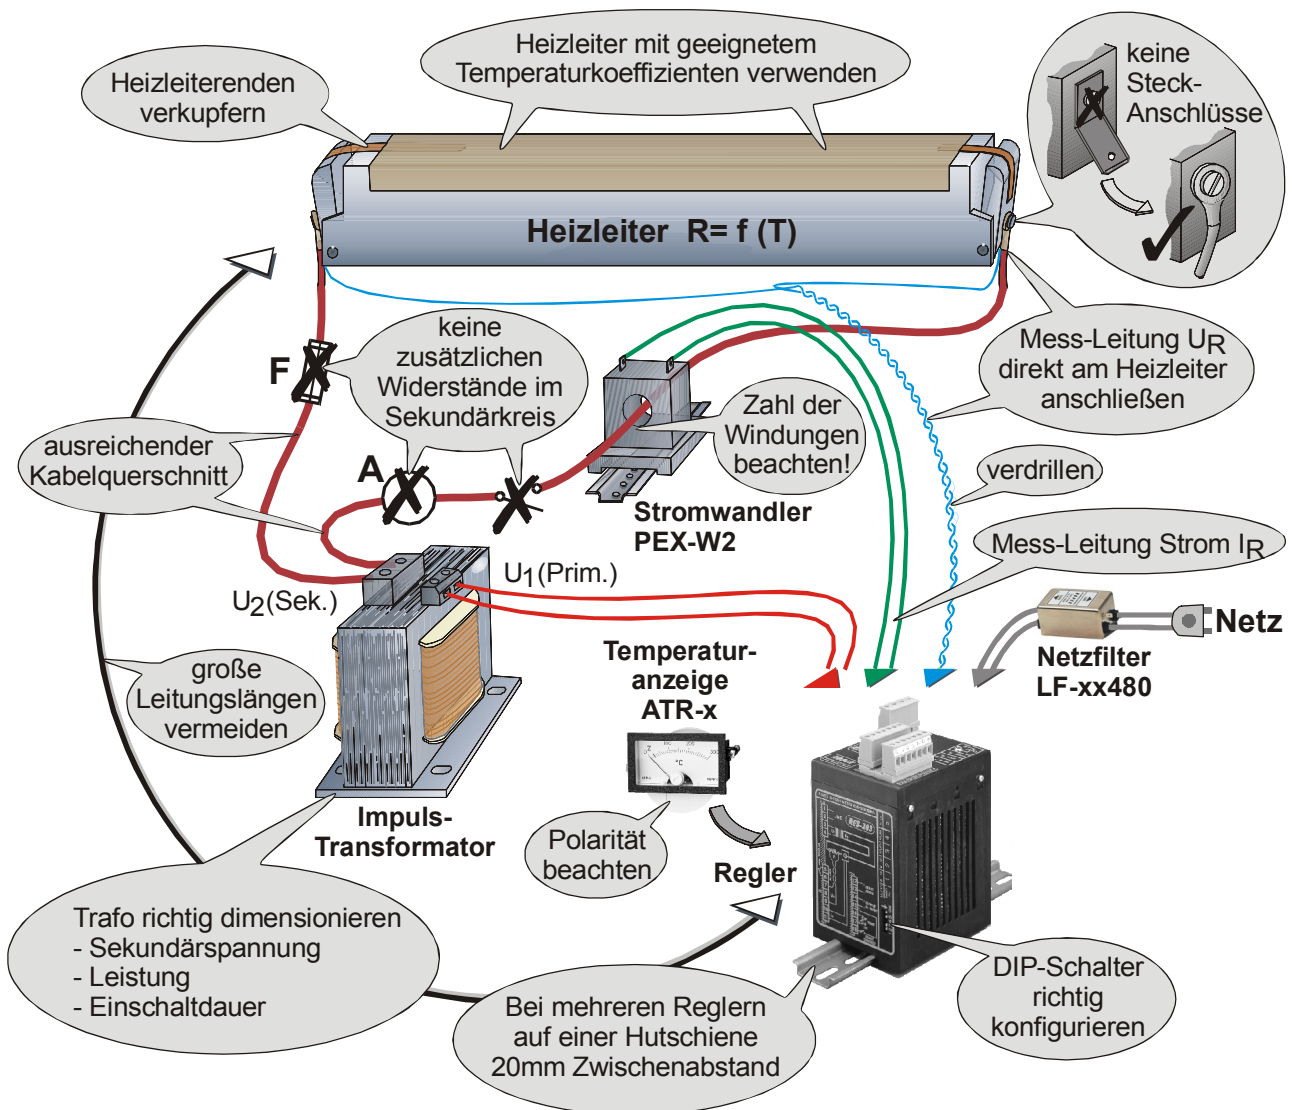 Heizleiterenden
verkupfern
Heizleiter mit geeignetem
Temperaturkoeffizienten verwenden
keine
Steck-
Anschlüsse
Heizleiter R= f (T)
keine
zusätzlichen
Widerstände im
Sekundärkreis
F
A
ausreichender
Kabelquerschnitt
Zahl der
Windungen
beachten!
Stromwandler
PEX-W2
Mess-Leitung UR
direkt am Heizleiter
anschließen
verdrillen
Mess-Leitung Strom IR
U1(Prim.)
U2(Sek.)
große
Leitungslängen
vermeiden
Netz
Netzfilter
LF-xx480
Temperatur-
anzeige
ATR-x
°C
Polarität
beachten
Regler
Impuls-
Transformator
Trafo richtig dimensionieren
- Sekundärspannung
- Leistung
- Einschaltdauer
Bei mehreren Reglern
auf einer Hutschiene
20mm Zwischenabstand
DIP-Schalter
richtig
konfigurieren